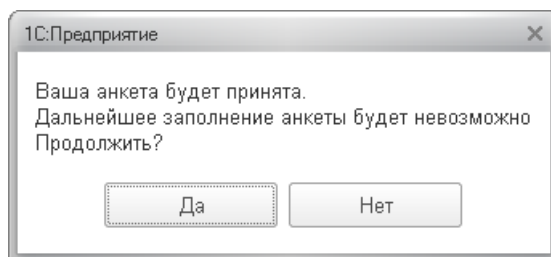 1С:Предприятие
Ваша анкета будет принята.
Дальнейшее заполнение анкеты будет невозможно
Продолжить?
Да
Нет